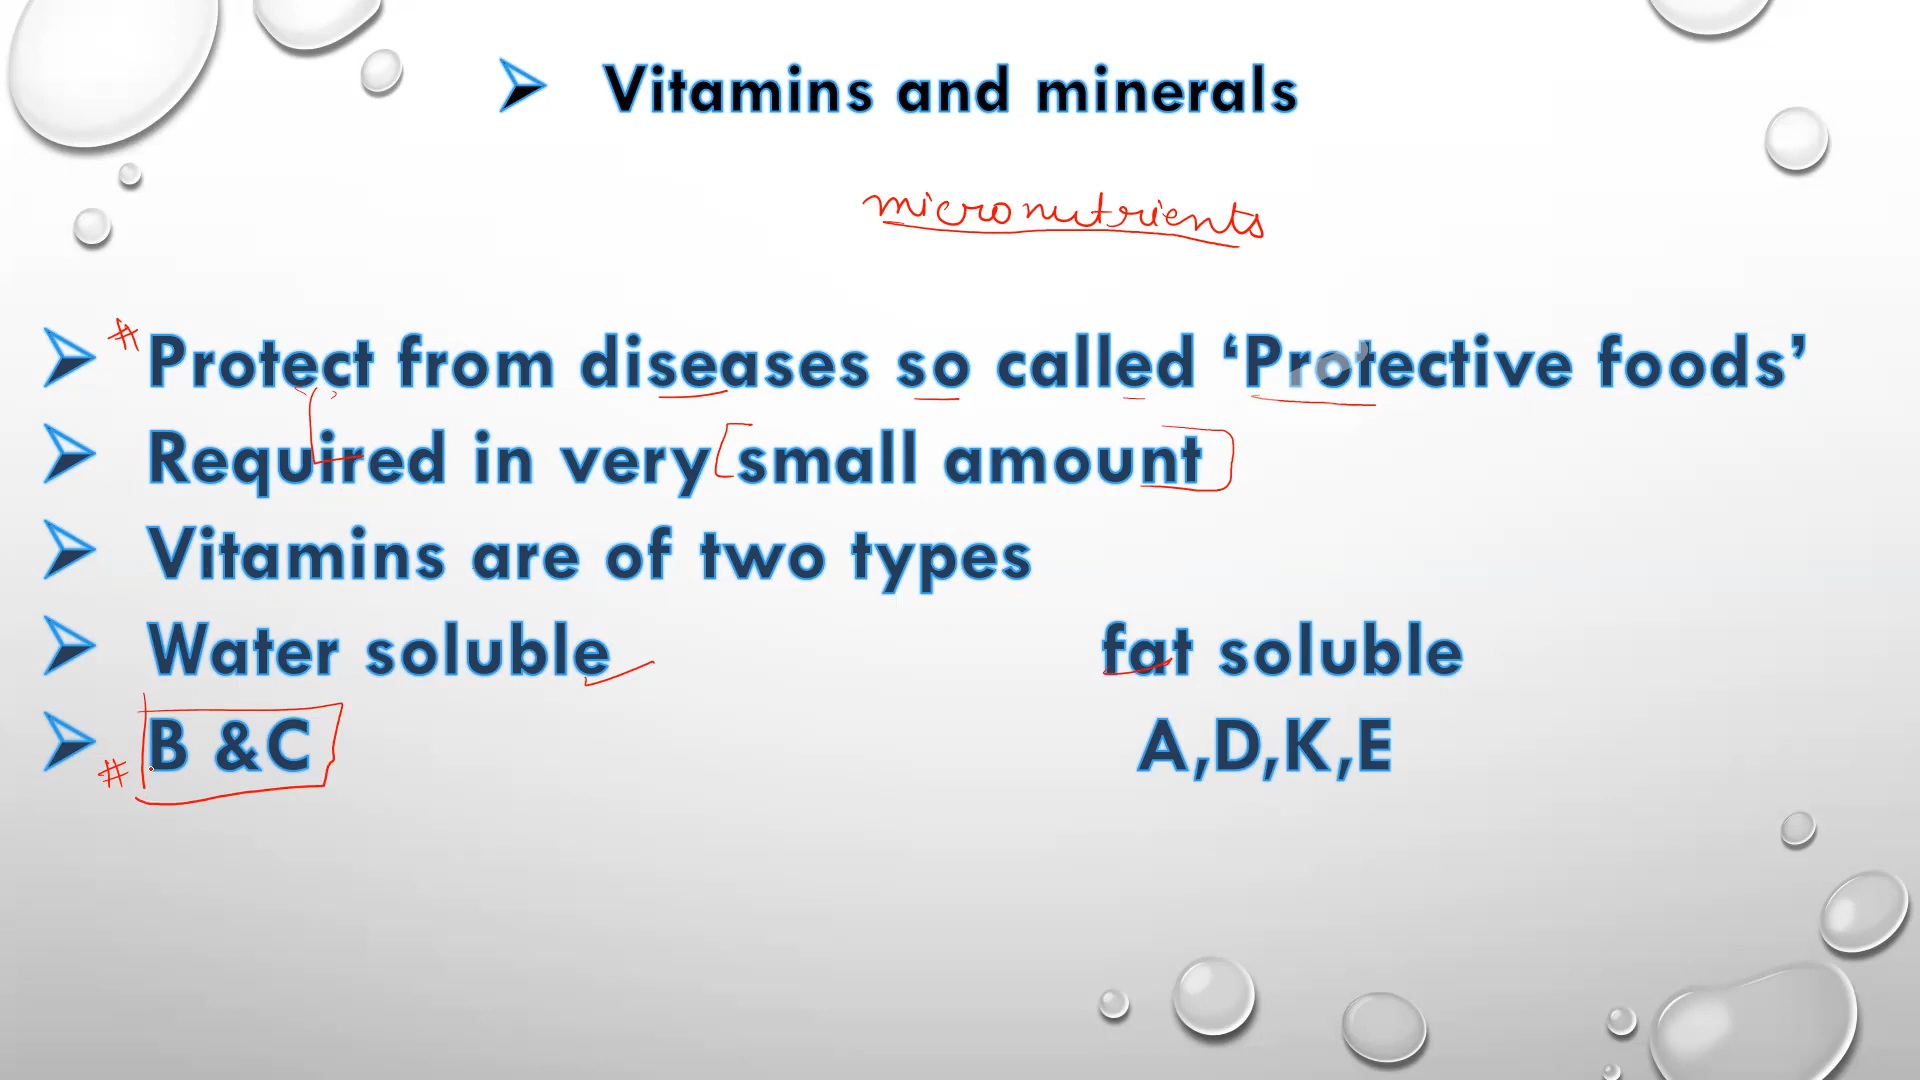 ➢ Vitamins and minerals
micronutrients
➢ # Protect from diseases so called ‘Protective foods’
➢ Required in very [small amount]
➢ Vitamins are of two types
➢ Water soluble fat soluble
➢ # B &C A,D,K,E